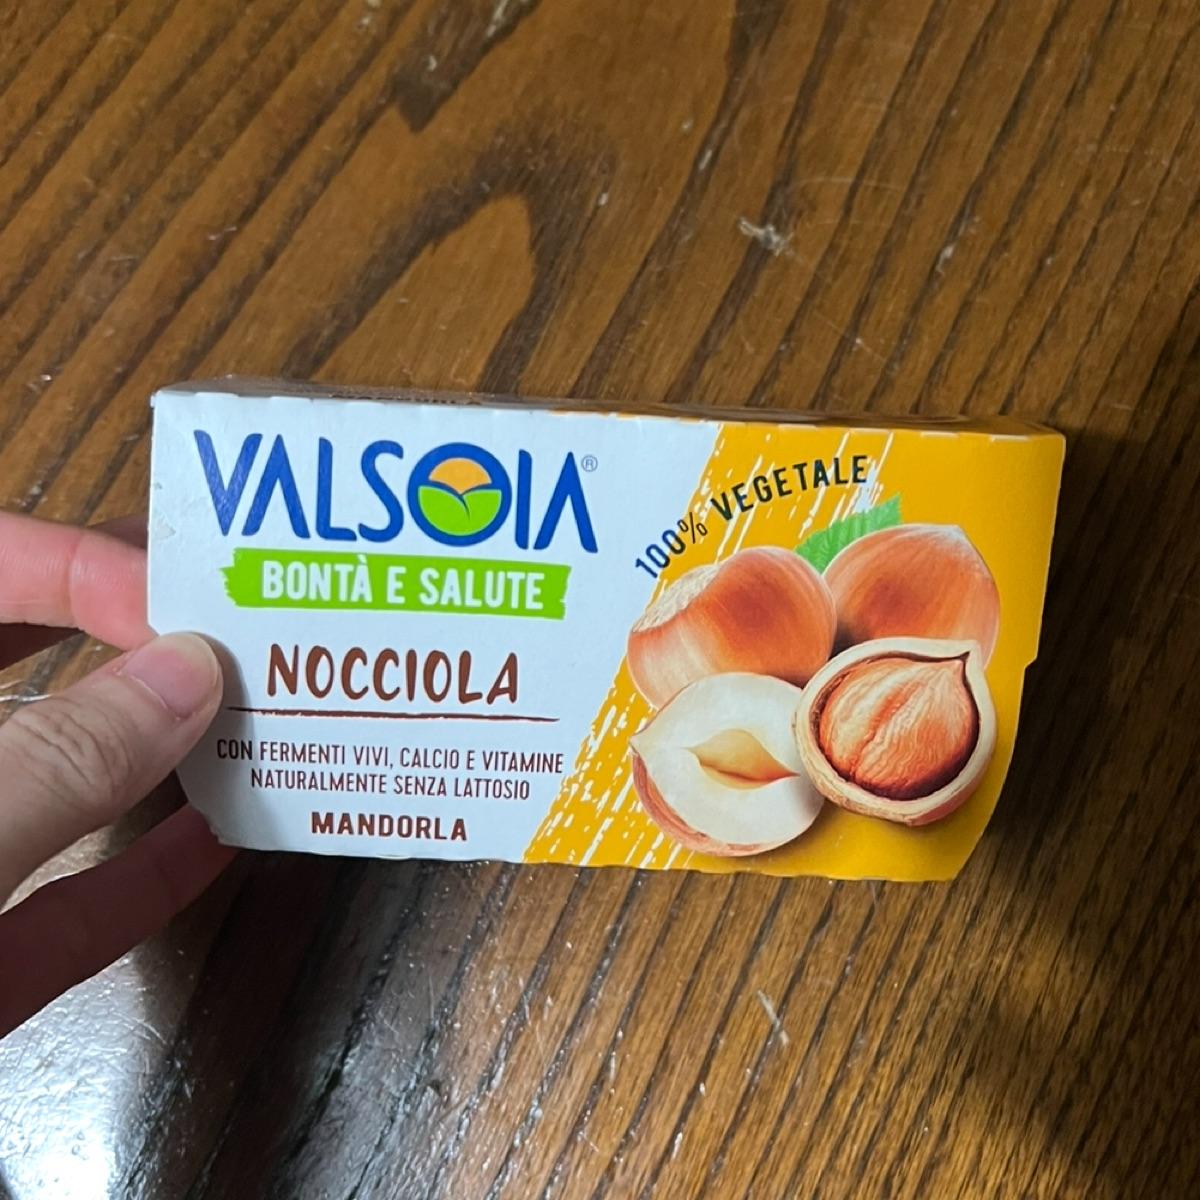 VALSOIA®
BONTÀ E SALUTE
NOCCIOLA
CON FERMENTI VIVI, CALCIO E VITAMINE
NATURALMENTE SENZA LATTOSIO
MANDORLA
100% VEGETALE